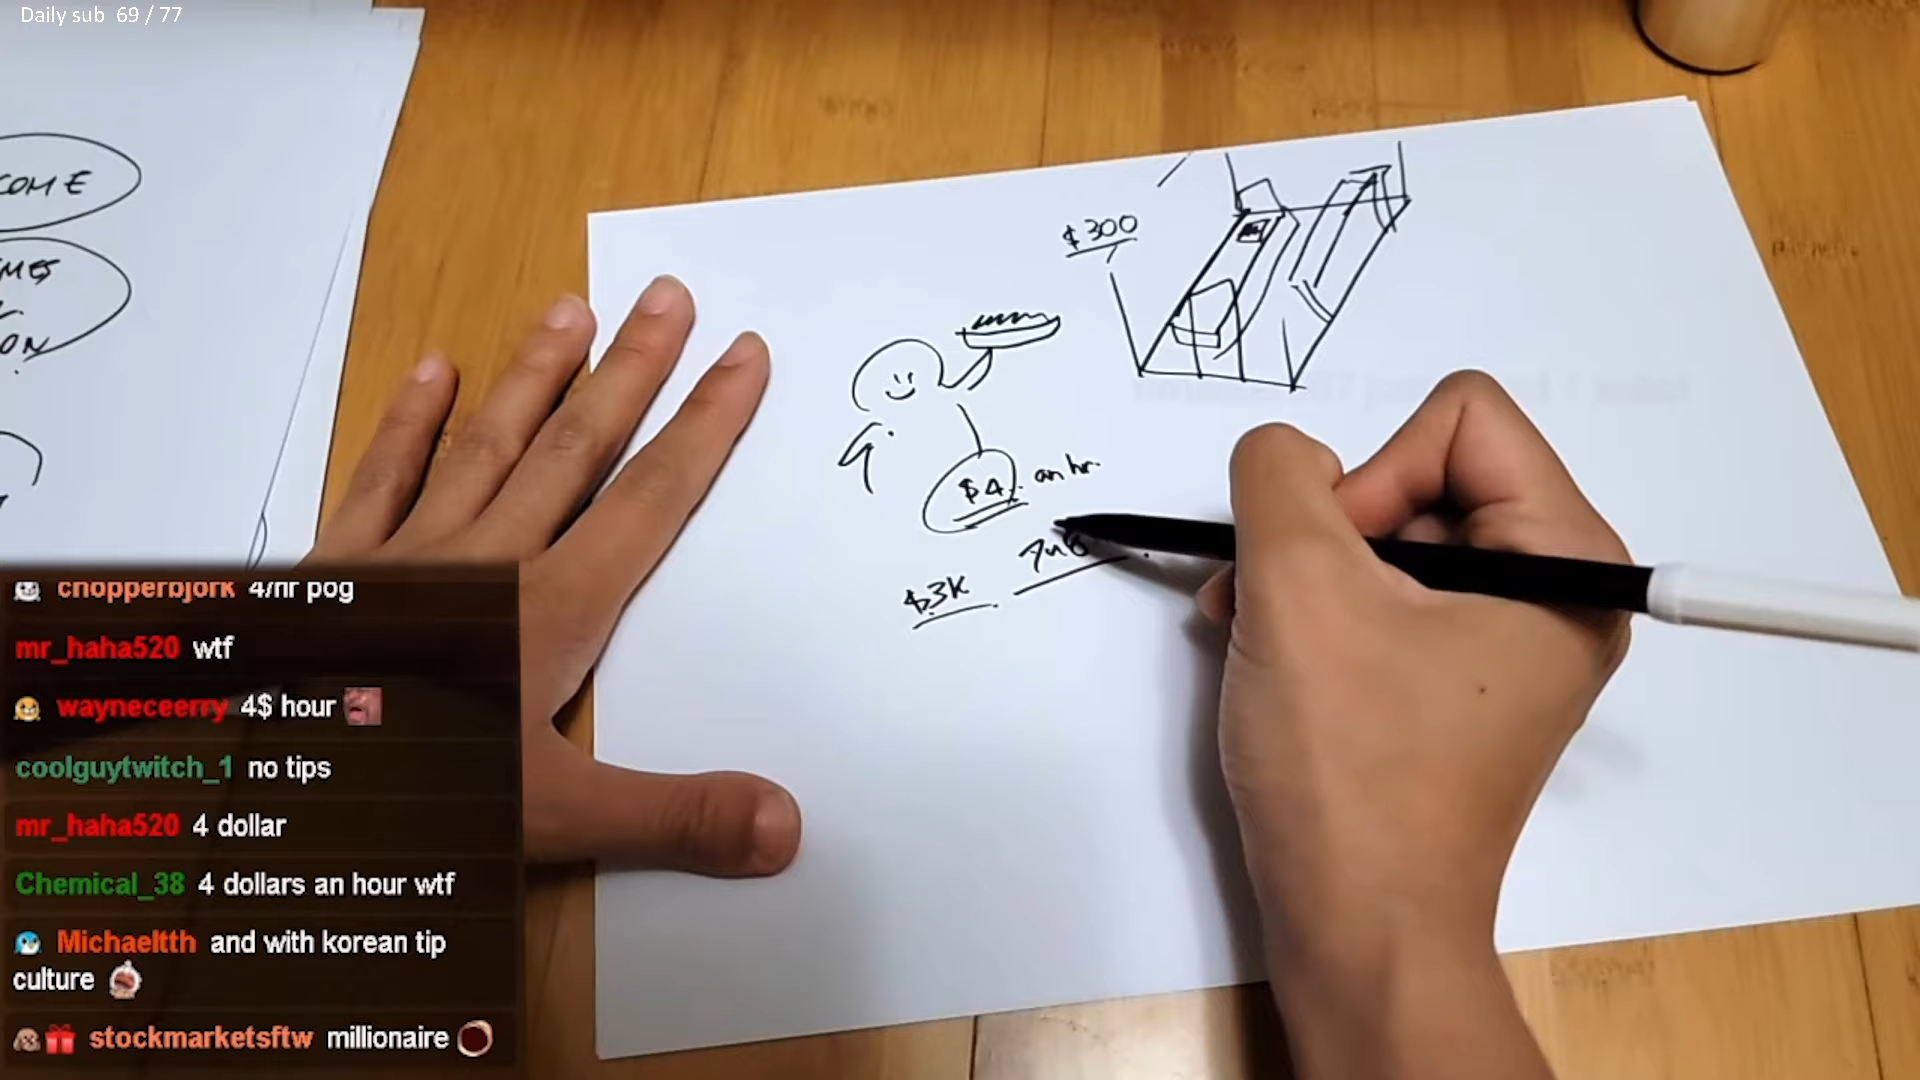 Daily sub 69 / 77
COME
MES
ON
$300
$4. an hr.
$3K
chopperbjork 4/hr pog
mr_haha520 wtf
wayneceerry 4$ hour
coolguytwitch_1 no tips
mr_haha520 4 dollar
Chemical_38 4 dollars an hour wtf
Michaeltth and with korean tip
culture
stockmarketsftw millionaire